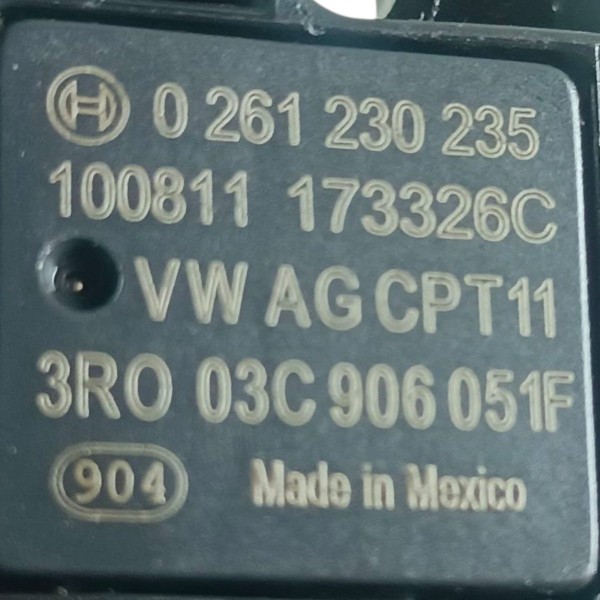 0 261 230 235
100811 173326C
VW AG CPT11
3RO 03C 906 051F
904 Made in Mexico